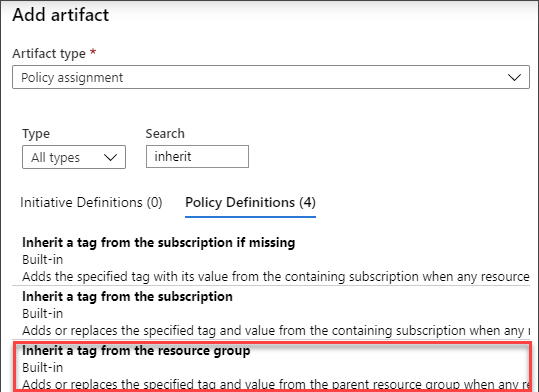 Add artifact
Artifact type *
Policy assignment
Type Search
All types inherit
Initiative Definitions (0) Policy Definitions (4)
Inherit a tag from the subscription if missing
Built-in
Adds the specified tag with its value from the containing subscription when any resource
Inherit a tag from the subscription
Built-in
Adds or replaces the specified tag and value from the containing subscription when any
Inherit a tag from the resource group
Built-in
Adds or replaces the specified tag and value from the parent resource group when any